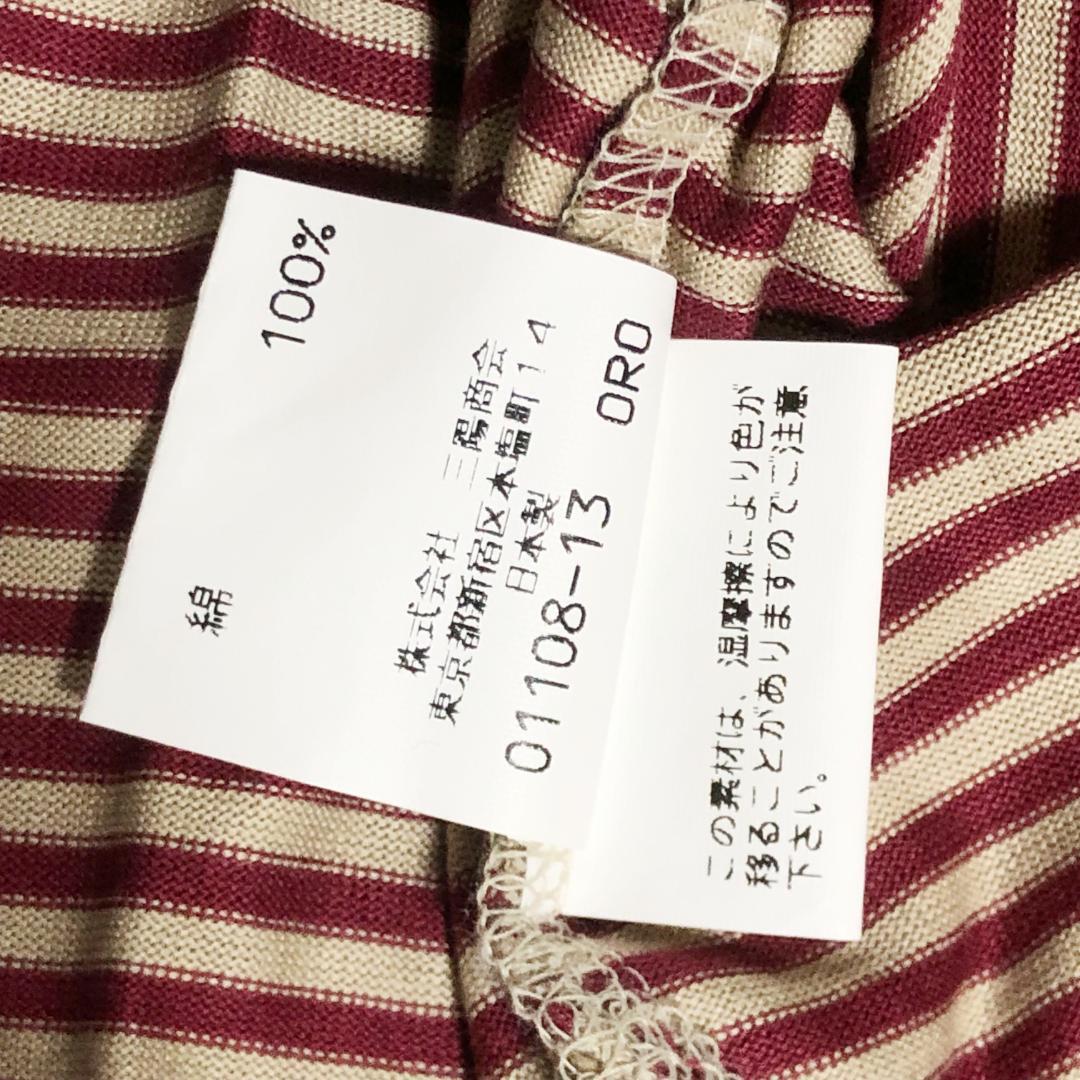 綿 100%
株式会社 三陽商会
東京都新宿区本塩町14
日本製
01108-13 ORO
この素材は、湿摩擦により色が
移ることがありますのでご注意
下さい。